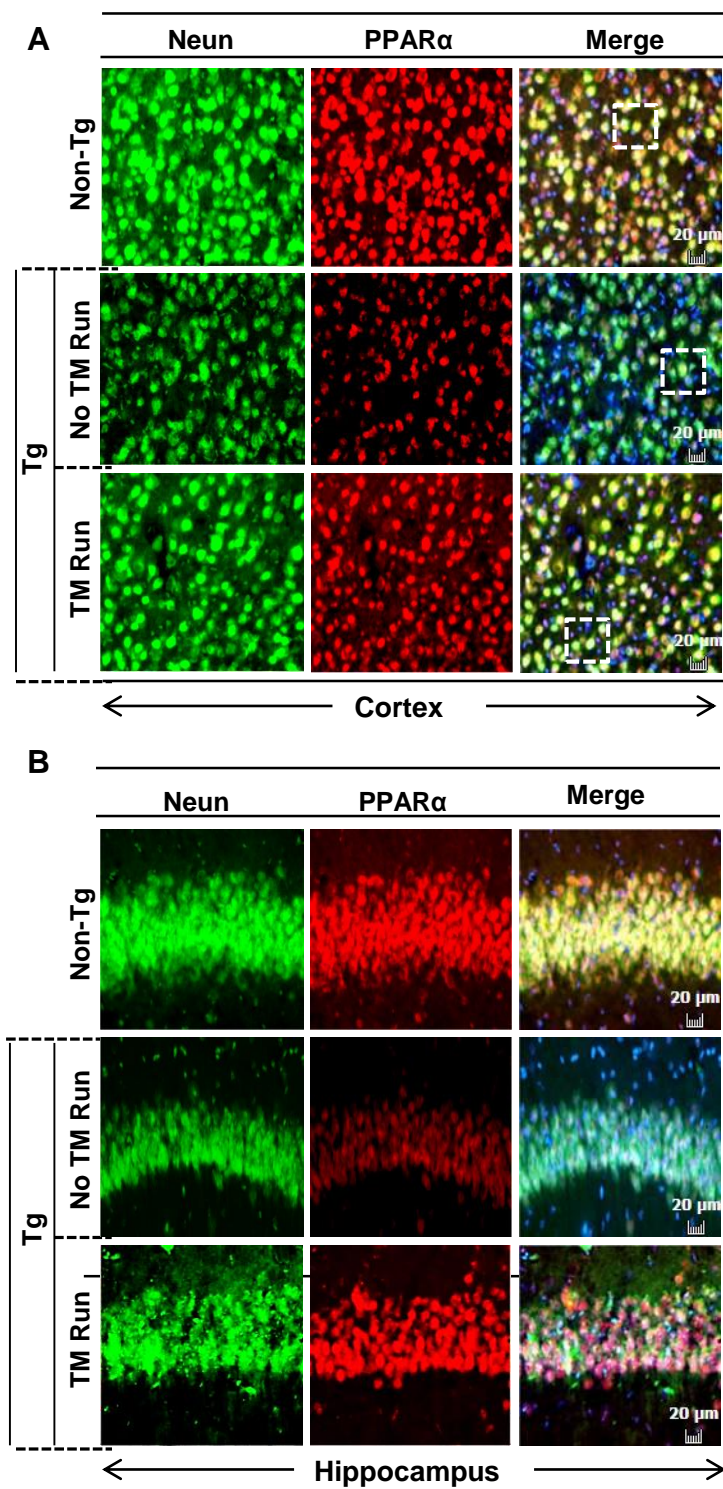 A
Neun PPARα Merge
Non-Tg
20 µm
Tg
No TM Run
20 µm
TM Run
20 µm
Cortex
B
Neun PPARα Merge
Non-Tg
20 µm
Tg
No TM Run
20 µm
TM Run
20 µm
Hippocampus